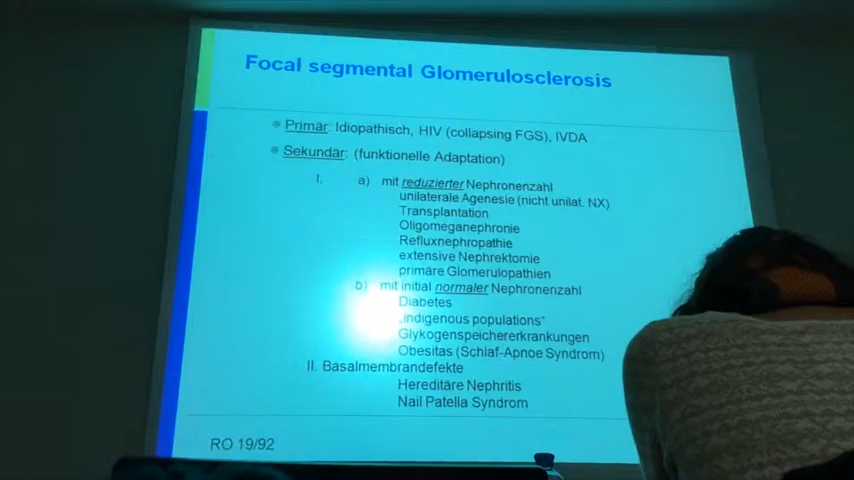 Focal segmental Glomerulosclerosis
Primär: Idiopathisch, HIV (collapsing FGS), IVDA
Sekundär: (funktionelle Adaptation)
I. a) mit reduzierter Nephronenzahl
unilaterale Agenesie (nicht unilat. NX)
Transplantation
Oligomeganephronie
Refluxnephropathie
extensive Nephrektomie
primäre Glomerulopathien
b) mit initial normaler Nephronenzahl
Diabetes
„indigenous populations“
Glykogenspeichererkrankungen
Obesitas (Schlaf-Apnoe Syndrom)
II. Basalmembrandefekte
Hereditäre Nephritis
Nail Patella Syndrom
RO 19/92